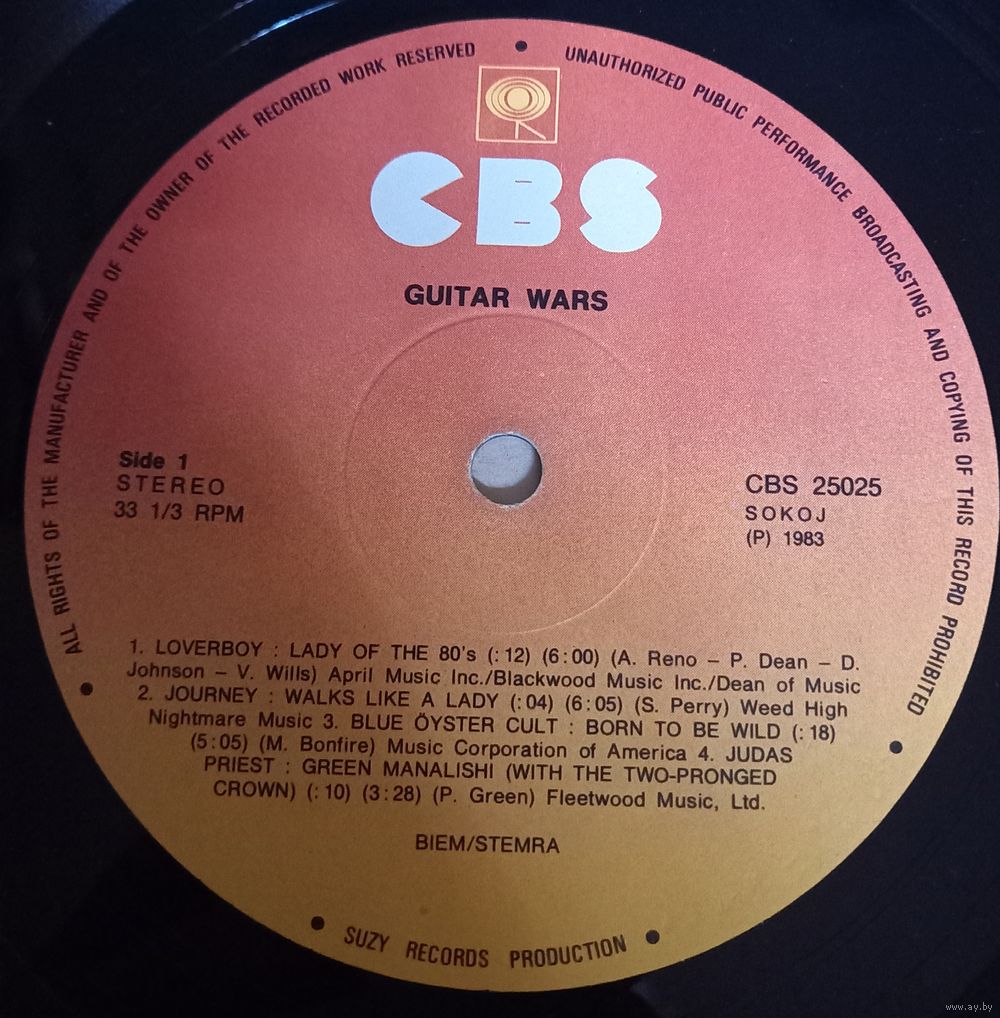 ALL RIGHTS OF THE MANUFACTURER AND OF THE OWNER OF THE RECORDED WORK RESERVED • UNAUTHORIZED PUBLIC PERFORMANCE BROADCASTING AND COPYING OF THIS RECORD PROHIBITED
CBS
GUITAR WARS
Side 1
STEREO
33 1/3 RPM
CBS 25025
SOKOJ
(P) 1983
1. LOVERBOY : LADY OF THE 80's (:12) (6:00) (A. Reno – P. Dean – D.
Johnson – V. Wills) April Music Inc./Blackwood Music Inc./Dean of Music
2. JOURNEY : WALKS LIKE A LADY (:04) (6:05) (S. Perry) Weed High
Nightmare Music 3. BLUE ÖYSTER CULT : BORN TO BE WILD (:18)
(5:05) (M. Bonfire) Music Corporation of America 4. JUDAS
PRIEST : GREEN MANALISHI (WITH THE TWO-PRONGED
CROWN) (:10) (3:28) (P. Green) Fleetwood Music, Ltd.
BIEM/STEMRA
• SUZY RECORDS PRODUCTION •
www.ay.by